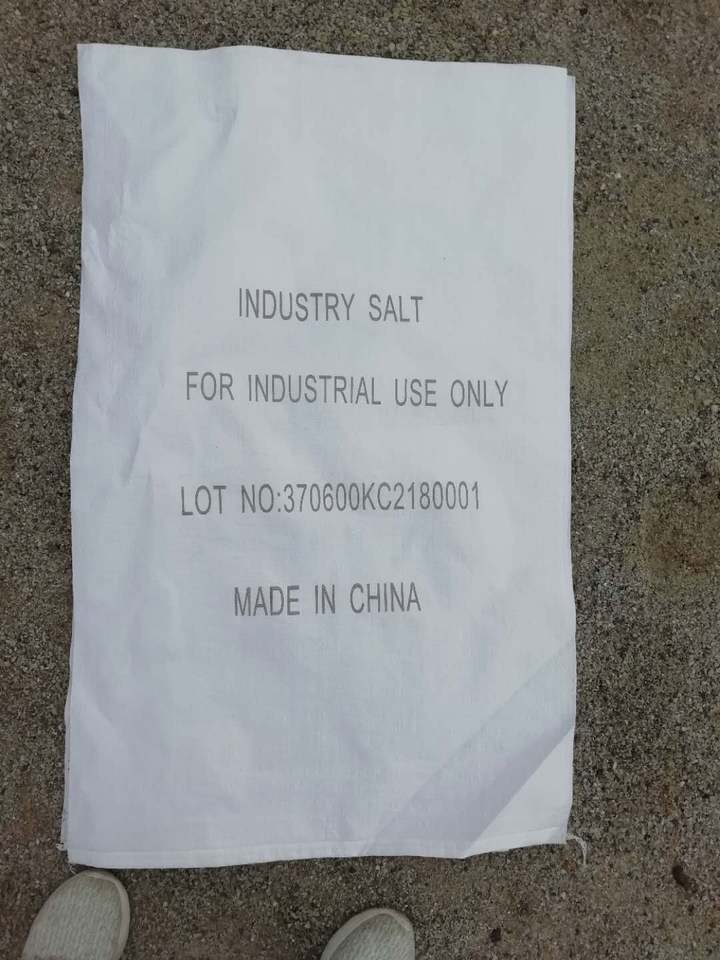 INDUSTRY SALT
FOR INDUSTRIAL USE ONLY
LOT NO:370600KC2180001
MADE IN CHINA